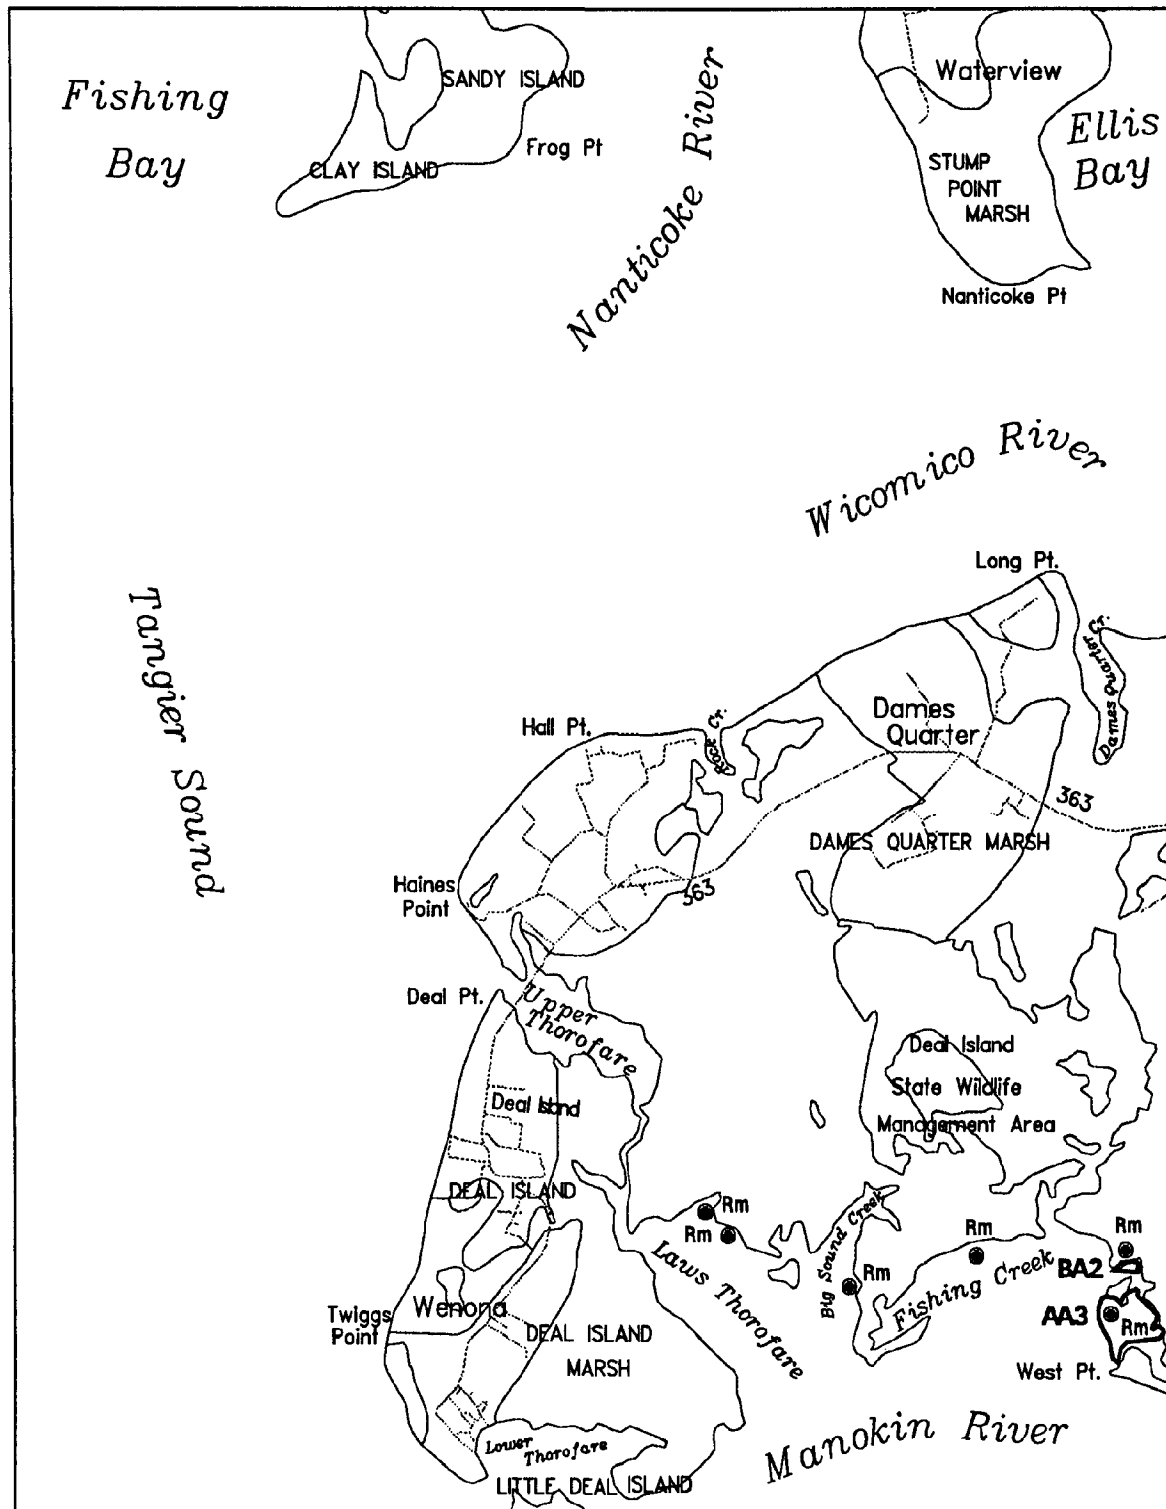 Fishing
Bay
SANDY ISLAND
CLAY ISLAND
Frog Pt
Nanticoke River
Waterview
Ellis
Bay
STUMP
POINT
MARSH
Nanticoke Pt
Wicomico River
Long Pt.
Tangier Sound
Dames Quarter Cr.
Hall Pt.
Rock Cr.
Dames
Quarter
363
DAMES QUARTER MARSH
Haines
Point
363
Deal Pt.
Upper
Thorofare
Deal Island
State Wildlife
Management Area
Deal Island
DEAL ISLAND
Rm
Rm
Laws Thorofare
Big Sound Creek
Rm
Rm
Fishing Creek
Rm
BA2
AA3
Rm
West Pt.
Twiggs
Point
Wenona
DEAL ISLAND
MARSH
Manokin River
Lower
Thorofare
LITTLE DEAL ISLAND